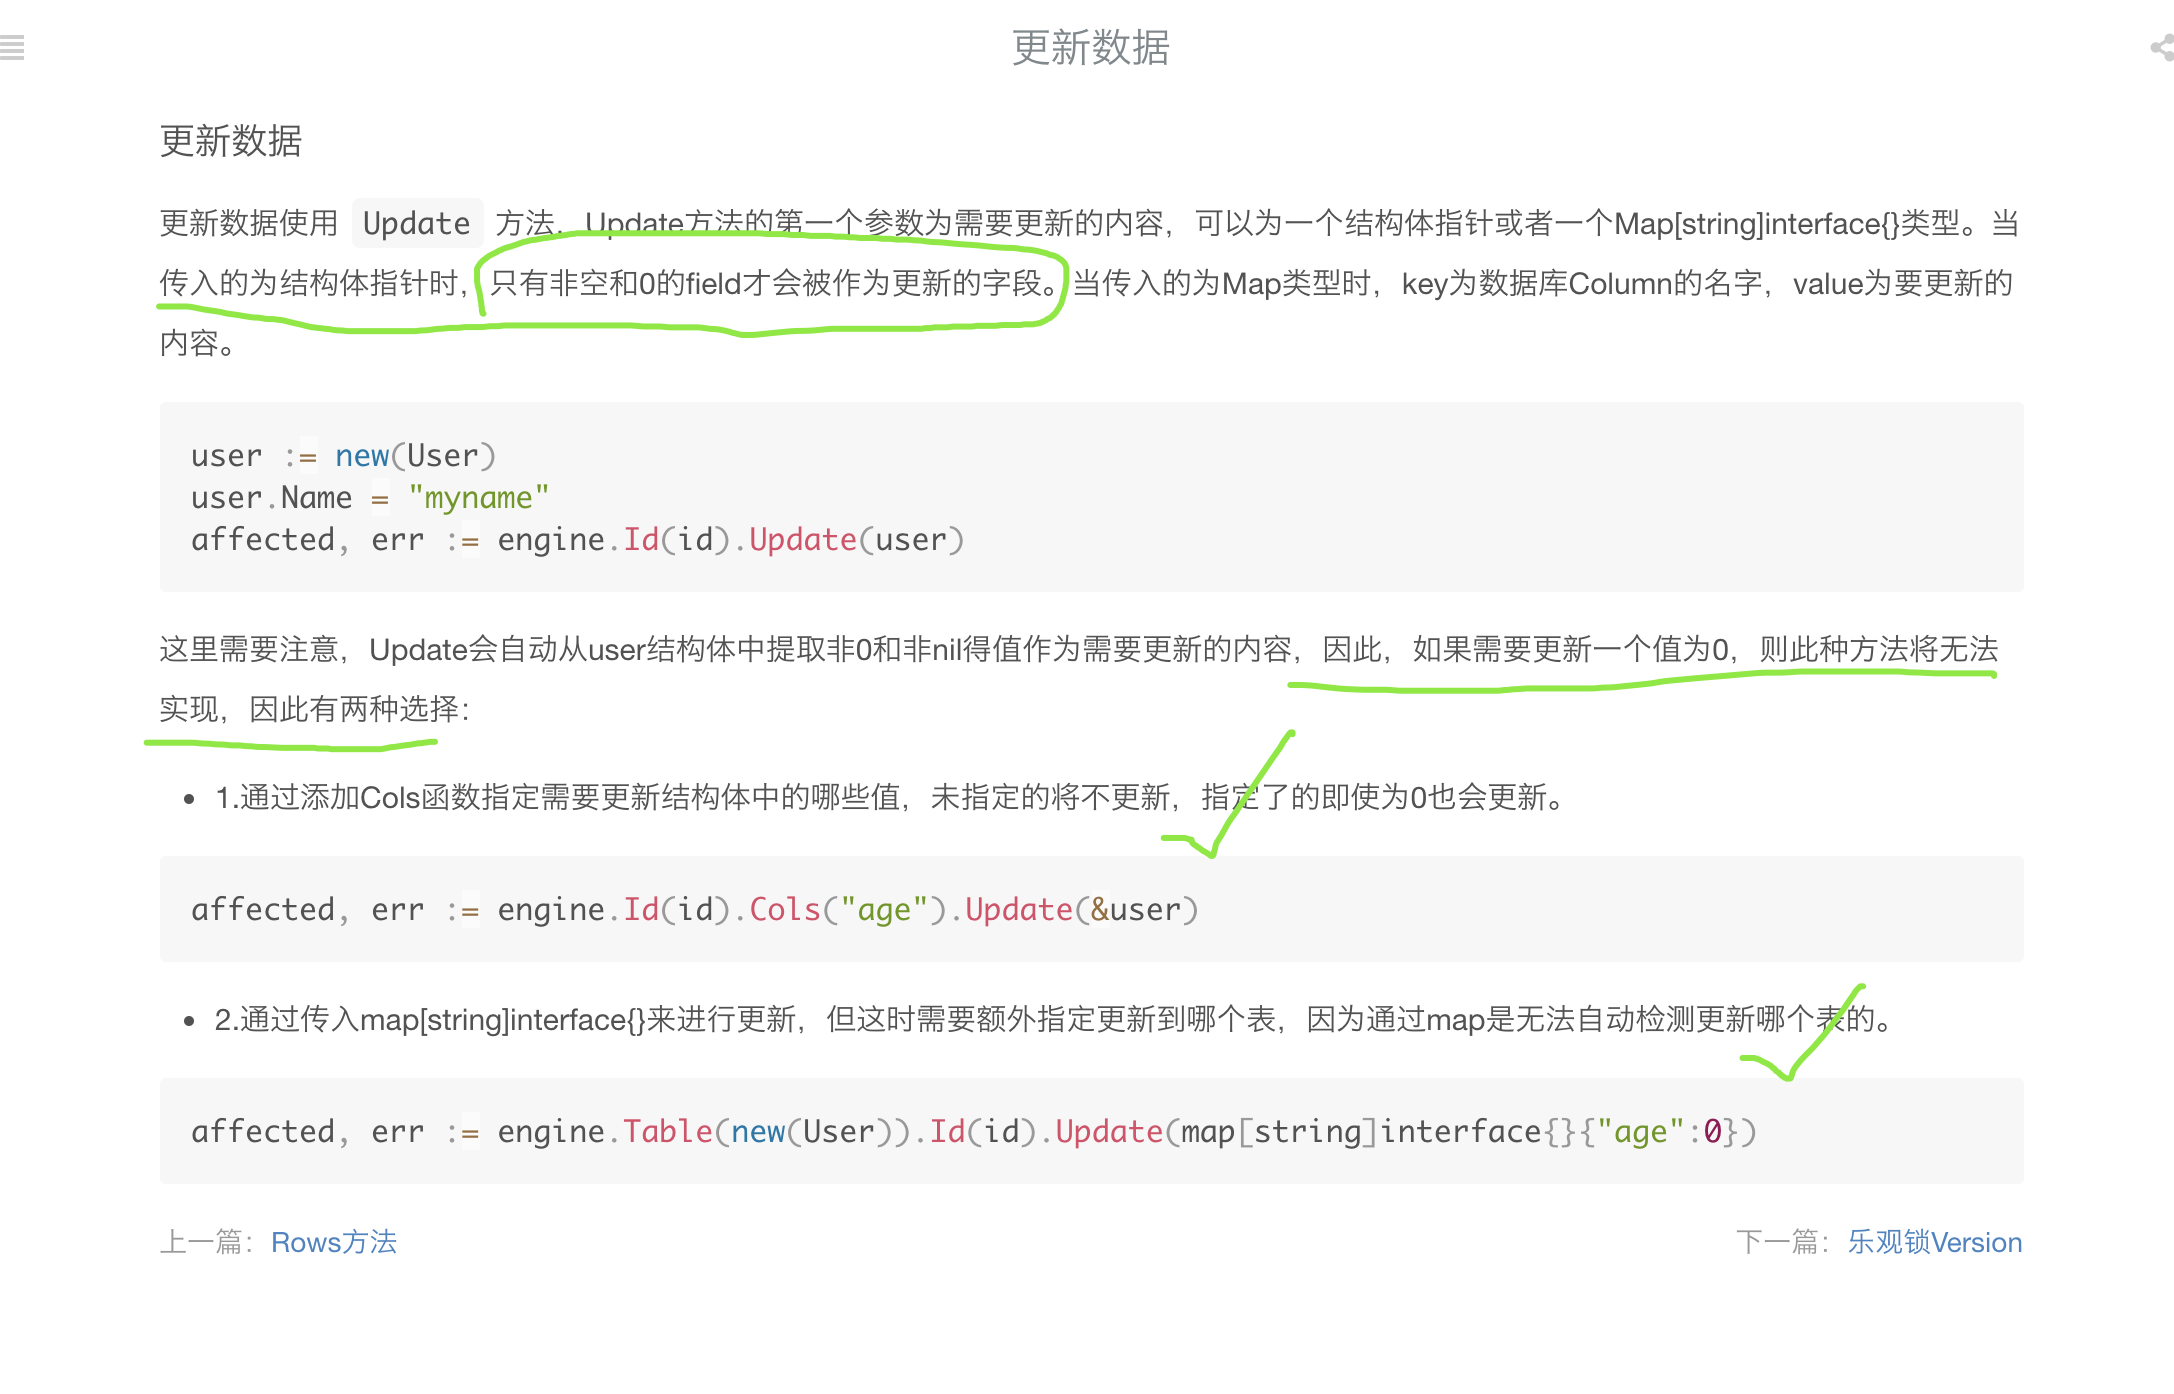 更新数据
更新数据
更新数据使用 Update 方法，Update方法的第一个参数为需要更新的内容，可以为一个结构体指针或者一个Map[string]interface{}类型。当
传入的为结构体指针时，只有非空和0的field才会被作为更新的字段。当传入的为Map类型时，key为数据库Column的名字，value为要更新的
内容。
user := new(User)
user.Name = "myname"
affected, err := engine.Id(id).Update(user)
这里需要注意，Update会自动从user结构体中提取非0和非nil得值作为需要更新的内容，因此，如果需要更新一个值为0，则此种方法将无法
实现，因此有两种选择：
• 1.通过添加Cols函数指定需要更新结构体中的哪些值，未指定的将不更新，指定了的即使为0也会更新。
affected, err := engine.Id(id).Cols("age").Update(&user)
• 2.通过传入map[string]interface{}来进行更新，但这时需要额外指定更新到哪个表，因为通过map是无法自动检测更新哪个表的。
affected, err := engine.Table(new(User)).Id(id).Update(map[string]interface{}{"age":0})
上一篇：Rows方法
下一篇：乐观锁Version